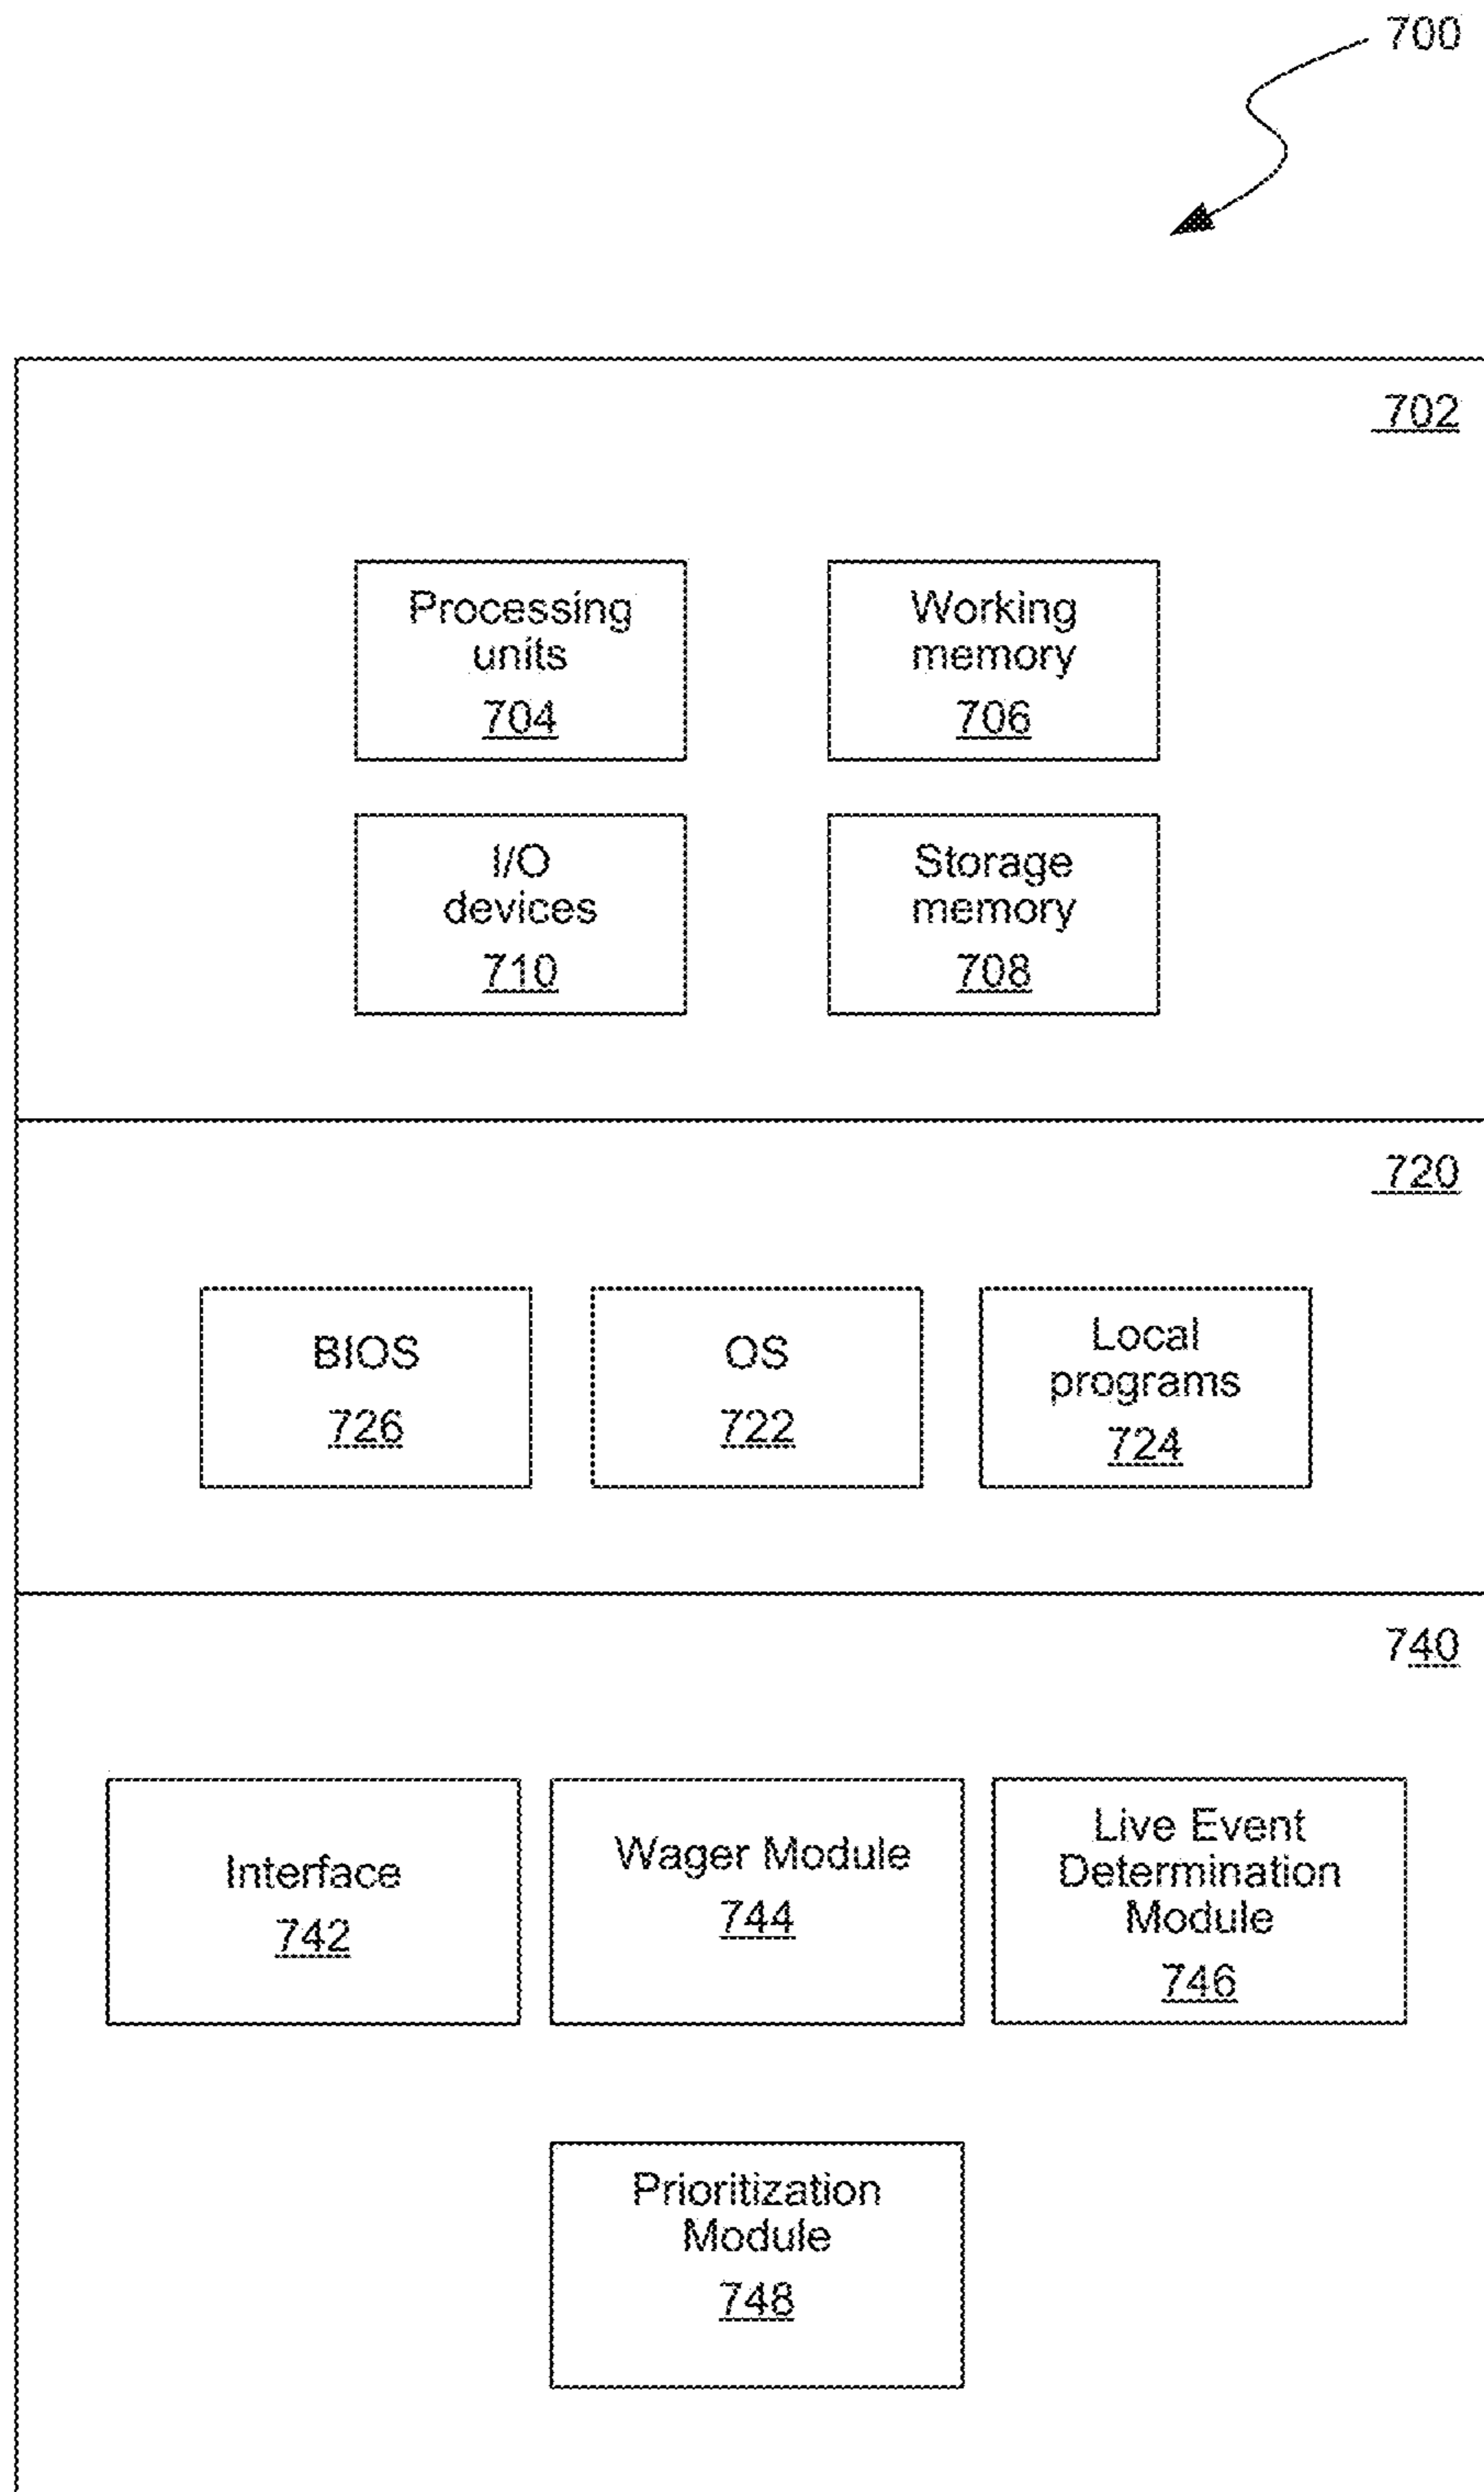 700
702
Processing
units
704
Working
memory
706
I/O
devices
710
Storage
memory
708
720
BIOS
726
OS
722
Local
programs
724
740
Interface
742
Wager Module
744
Live Event
Determination
Module
746
Prioritization
Module
748